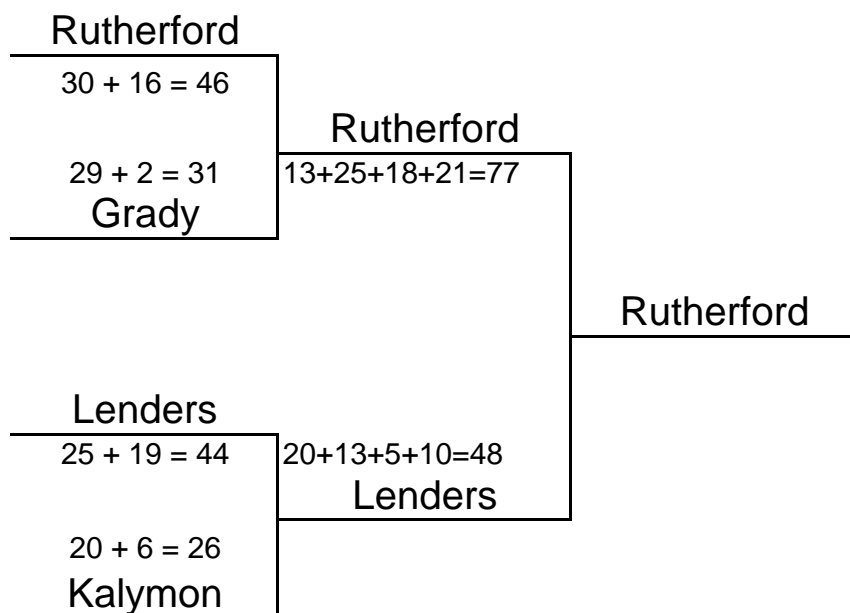 Rutherford
30 + 16 = 46
29 + 2 = 31
Grady
Rutherford
13+25+18+21=77
Rutherford
Lenders
25 + 19 = 44
20 + 6 = 26
Kalymon
20+13+5+10=48
Lenders